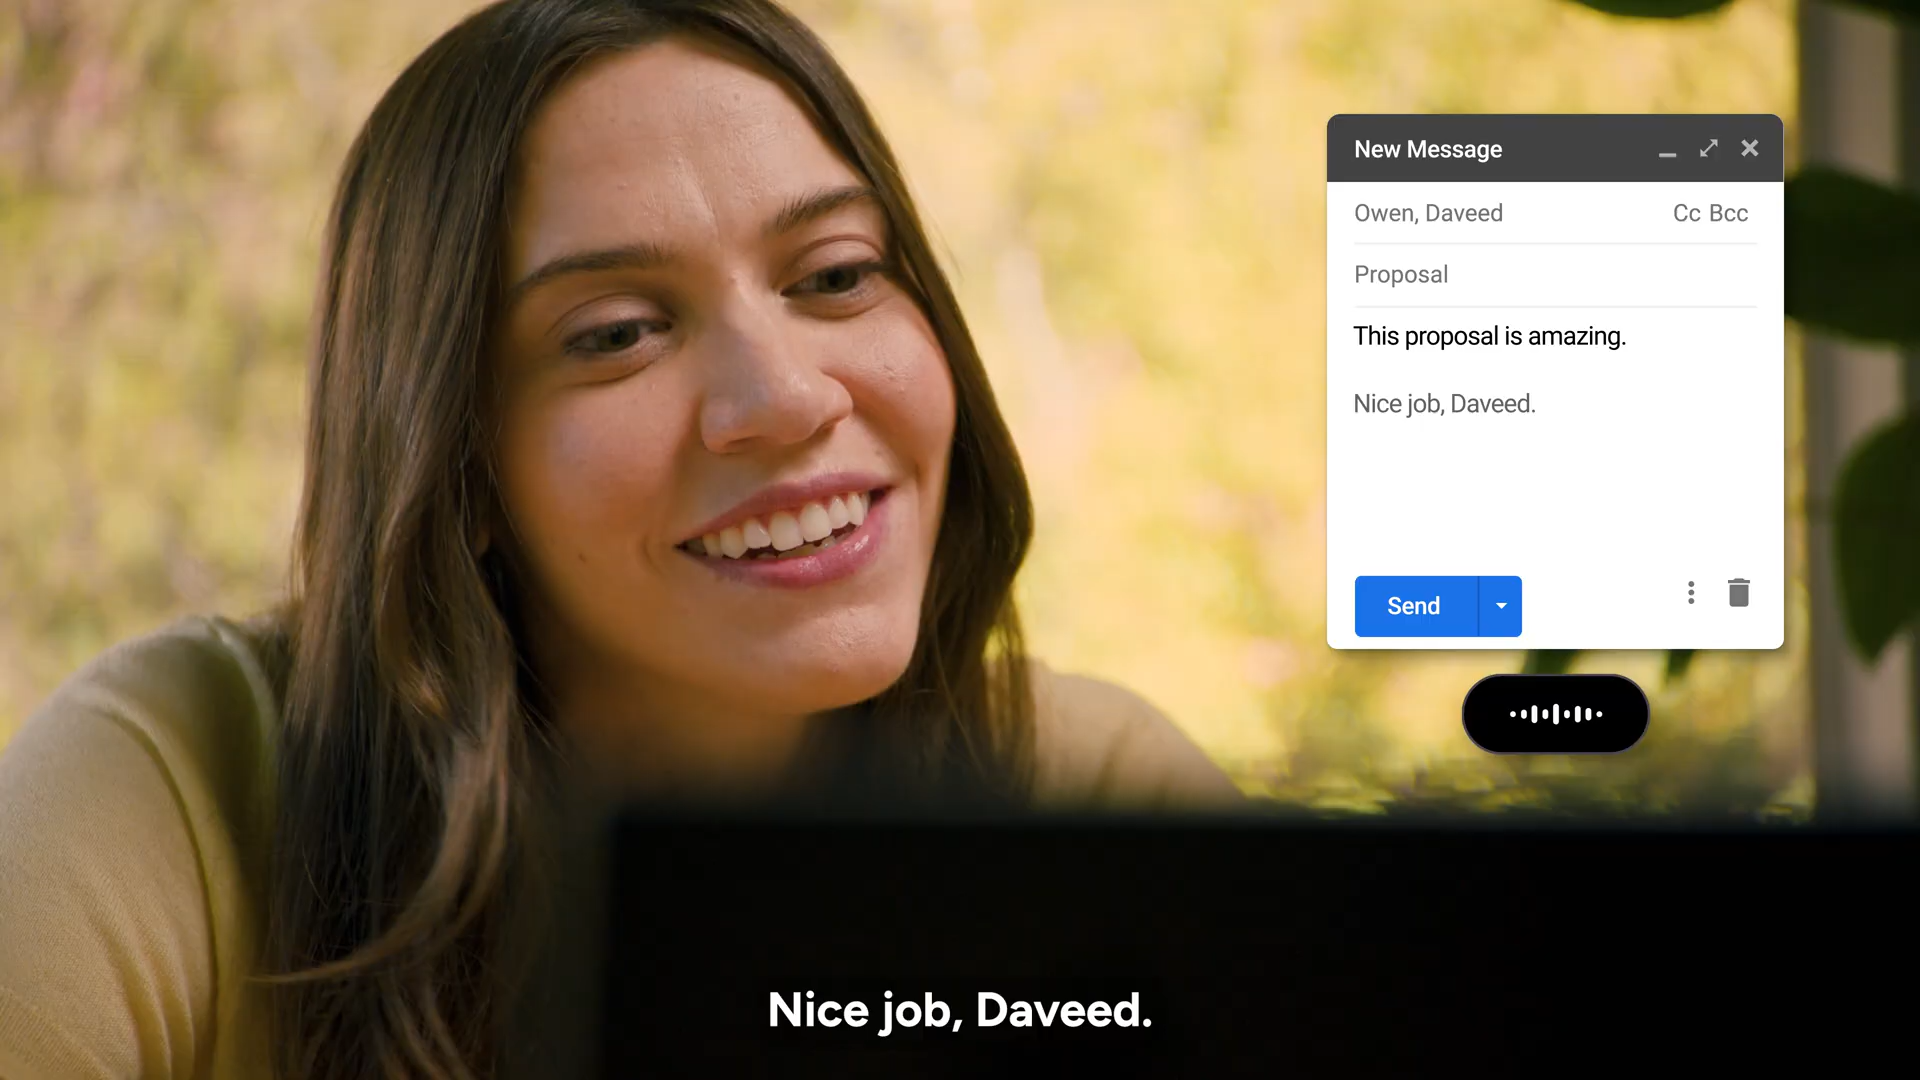 New Message
Owen, Daveed Cc Bcc
Proposal
This proposal is amazing.
Nice job, Daveed.
Send
Nice job, Daveed.